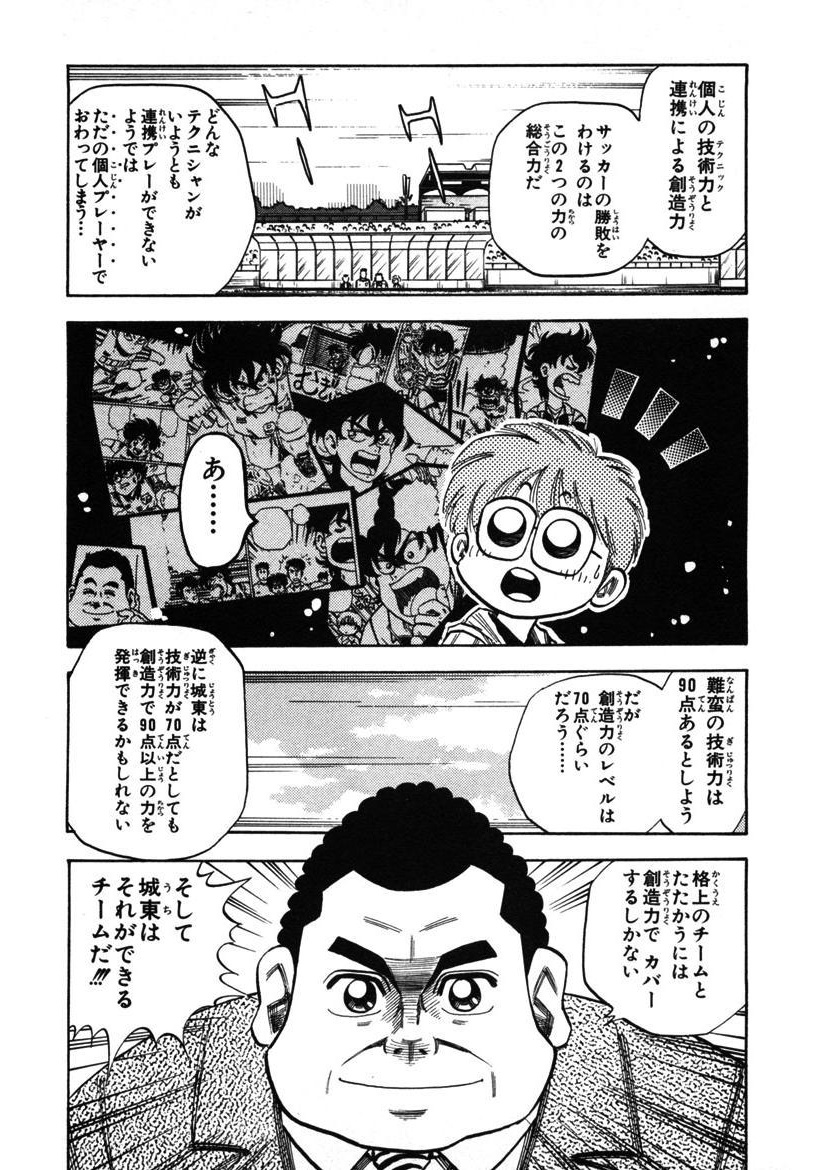 個人の技術力と
連携による創造力
サッカーの勝敗を
わけるのは
この2つの力の
総合力だ
どんな
テクニシャンが
いようとも
連携プレーができない
ようでは
ただの個人プレーヤーで
おわってしまう…
あ……
難蛮の技術力は
90点あるとしよう
だが
創造力のレベルは
70点ぐらい
だろう……
逆に城東は
技術力が70点だとしても
創造力で90点以上の力を
発揮できるかもしれない
格上のチームと
たたかうには
創造力でカバー
するしかない
そして
城東は
それができる
チームだ!!!